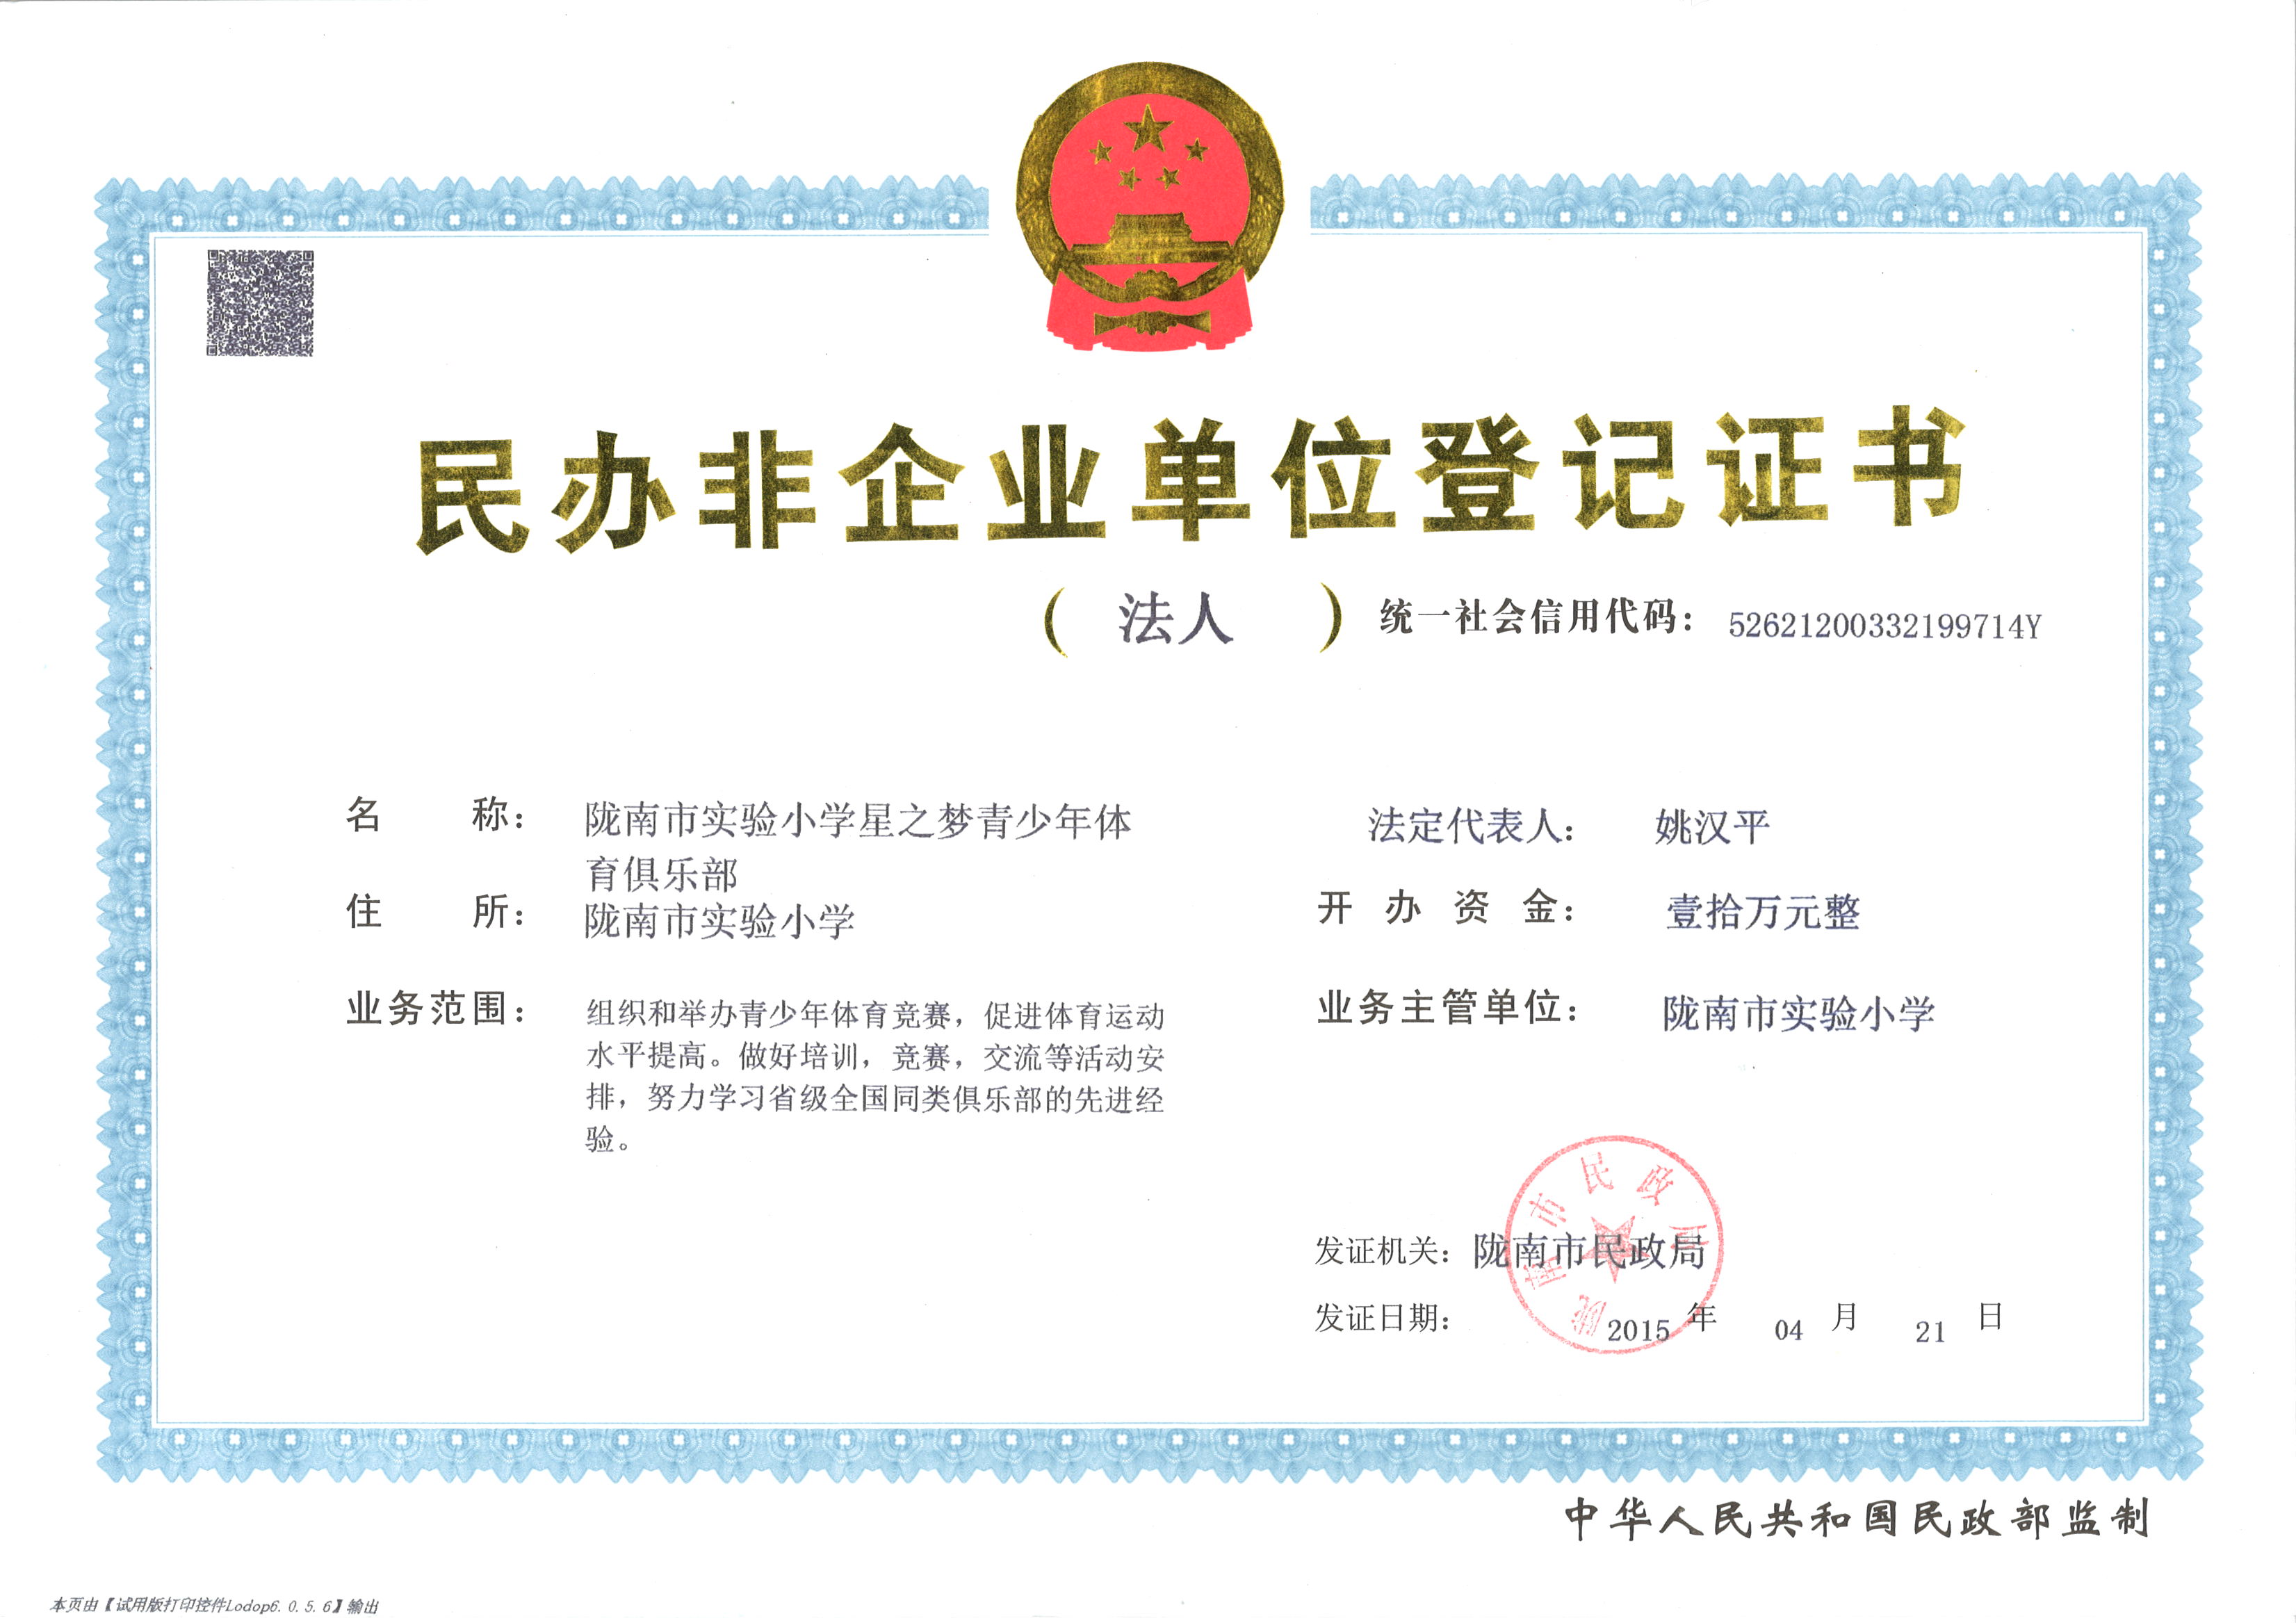 民办非企业单位登记证书
（ 法人 ） 统一社会信用代码： 52621200332199714Y
名 称： 陇南市实验小学星之梦青少年体
育俱乐部
住 所： 陇南市实验小学
业务范围： 组织和举办青少年体育竞赛，促进体育运动
水平提高。做好培训，竞赛，交流等活动安
排，努力学习省级全国同类俱乐部的先进经
验。
法定代表人： 姚汉平
开办资金： 壹拾万元整
业务主管单位： 陇南市实验小学
陇南市民政局
发证机关： 陇南市民政局
发证日期： 2015 年 04 月 21 日
中华人民共和国民政部监制
本页由【试用版打印控件Lodop6.0.5.6】输出